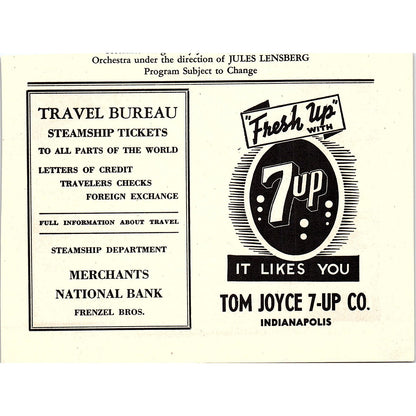 Orchestra under the direction of JULES LENSBERG
Program Subject to Change
TRAVEL BUREAU
STEAMSHIP TICKETS
TO ALL PARTS OF THE WORLD
LETTERS OF CREDIT
TRAVELERS CHECKS
FOREIGN EXCHANGE
FULL INFORMATION ABOUT TRAVEL
STEAMSHIP DEPARTMENT
MERCHANTS
NATIONAL BANK
FRENZEL BROS.
"Fresh Up"
WITH
7UP
IT LIKES YOU
TOM JOYCE 7-UP CO.
INDIANAPOLIS